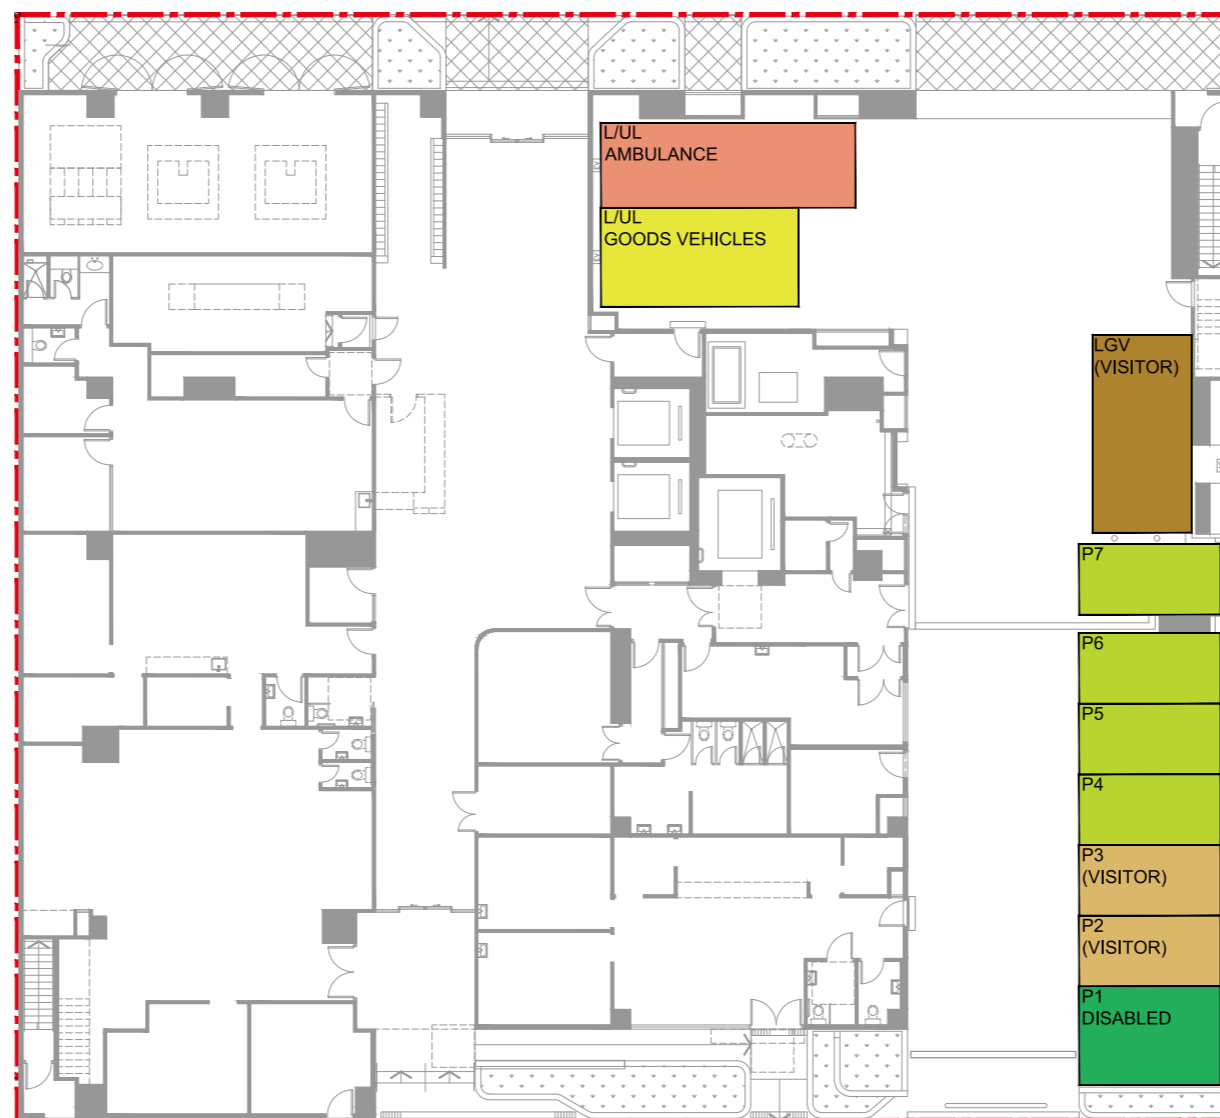 L/UL
AMBULANCE
L/UL
GOODS VEHICLES
LGV
(VISITOR)
P7
P6
P5
P4
P3
(VISITOR)
P2
(VISITOR)
P1
DISABLED